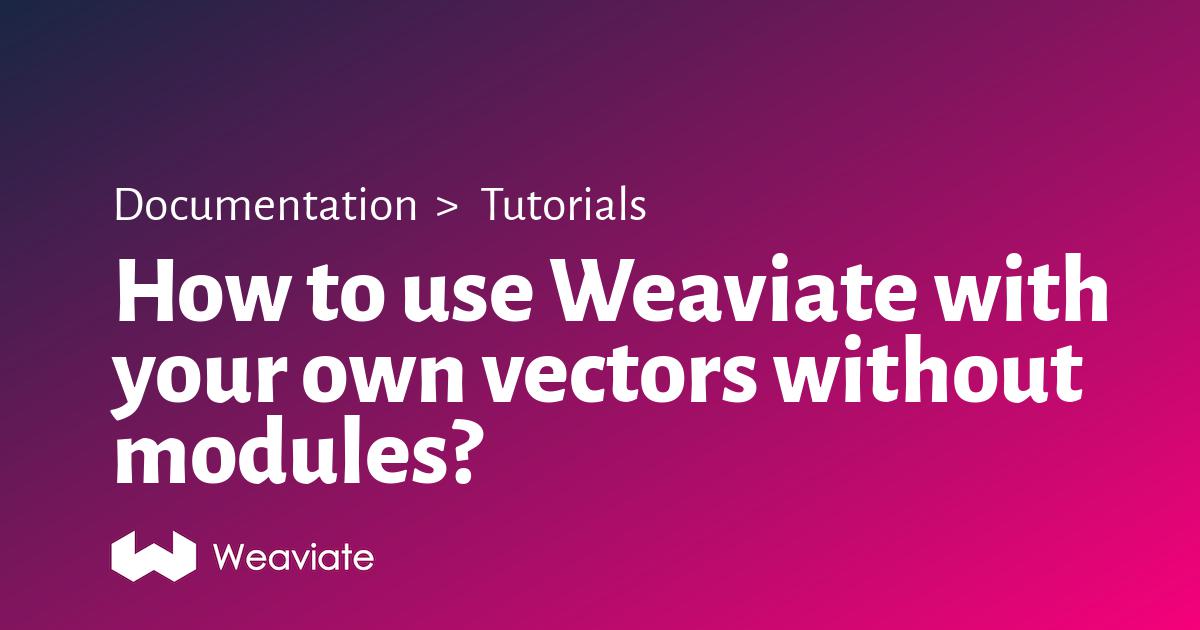 Documentation > Tutorials
How to use Weaviate with
your own vectors without
modules?
Weaviate